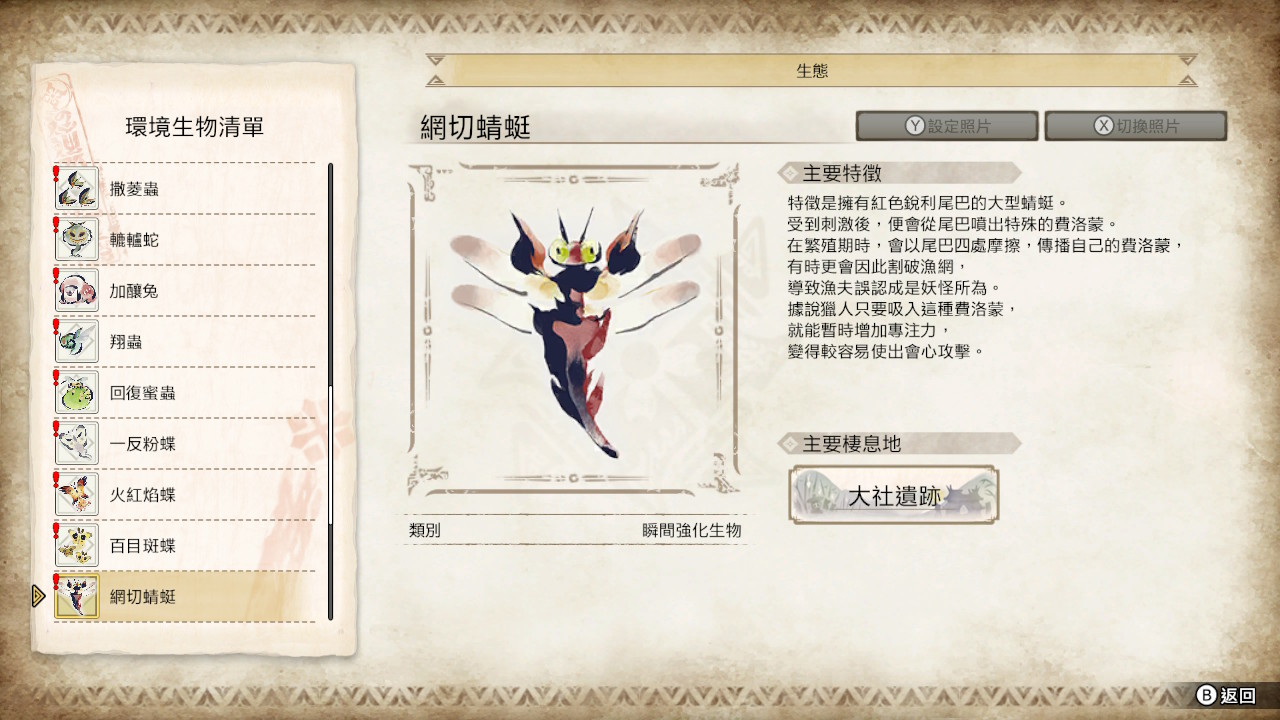 生態
環境生物清單
撒菱蟲
轆轤蛇
加釀兔
翔蟲
回復蜜蟲
一反粉蝶
火紅焰蝶
百目斑蝶
網切蜻蜓
網切蜻蜓
Y設定照片
X切換照片
主要特徵
特徵是擁有紅色銳利尾巴的大型蜻蜓。
受到刺激後，便會從尾巴噴出特殊的費洛蒙。
在繁殖期時，會以尾巴四處摩擦，傳播自己的費洛蒙，
有時更會因此割破漁網，
導致漁夫誤認成是妖怪所為。
據說獵人只要吸入這種費洛蒙，
就能暫時增加專注力，
變得較容易使出會心攻擊。
主要棲息地
大社遺跡
類別
瞬間強化生物
B返回